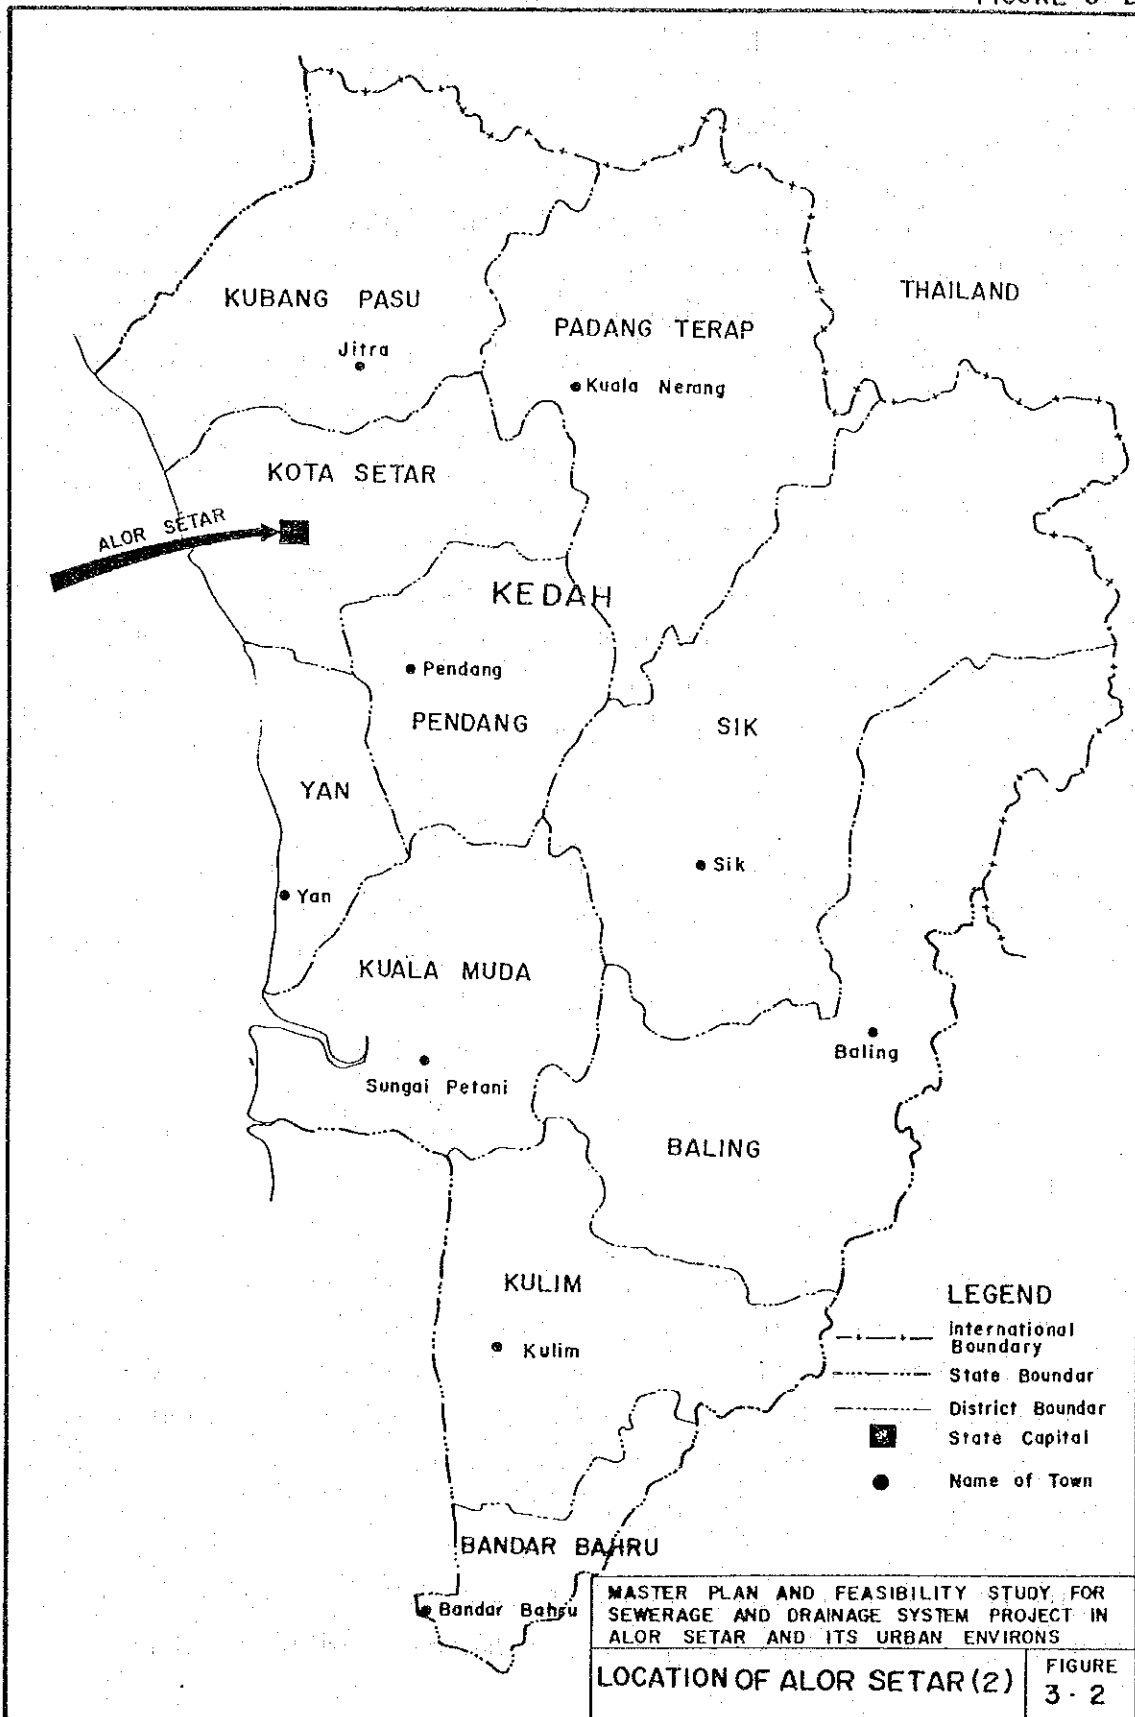 KUBANG PASU
Jitra
PADANG TERAP
Kuala Nerang
THAILAND
KOTA SETAR
ALOR SETAR
KEDAH
Pendang
PENDANG
SIK
YAN
Sik
Yan
KUALA MUDA
Sungai Petani
Baling
BALING
KULIM
Kulim
LEGEND
International
Boundary
State Boundar
District Boundar
State Capital
Name of Town
BANDAR BAHRU
Bandar Bahru
MASTER PLAN AND FEASIBILITY STUDY FOR
SEWERAGE AND DRAINAGE SYSTEM PROJECT IN
ALOR SETAR AND ITS URBAN ENVIRONS
LOCATION OF ALOR SETAR (2)
FIGURE
3 - 2